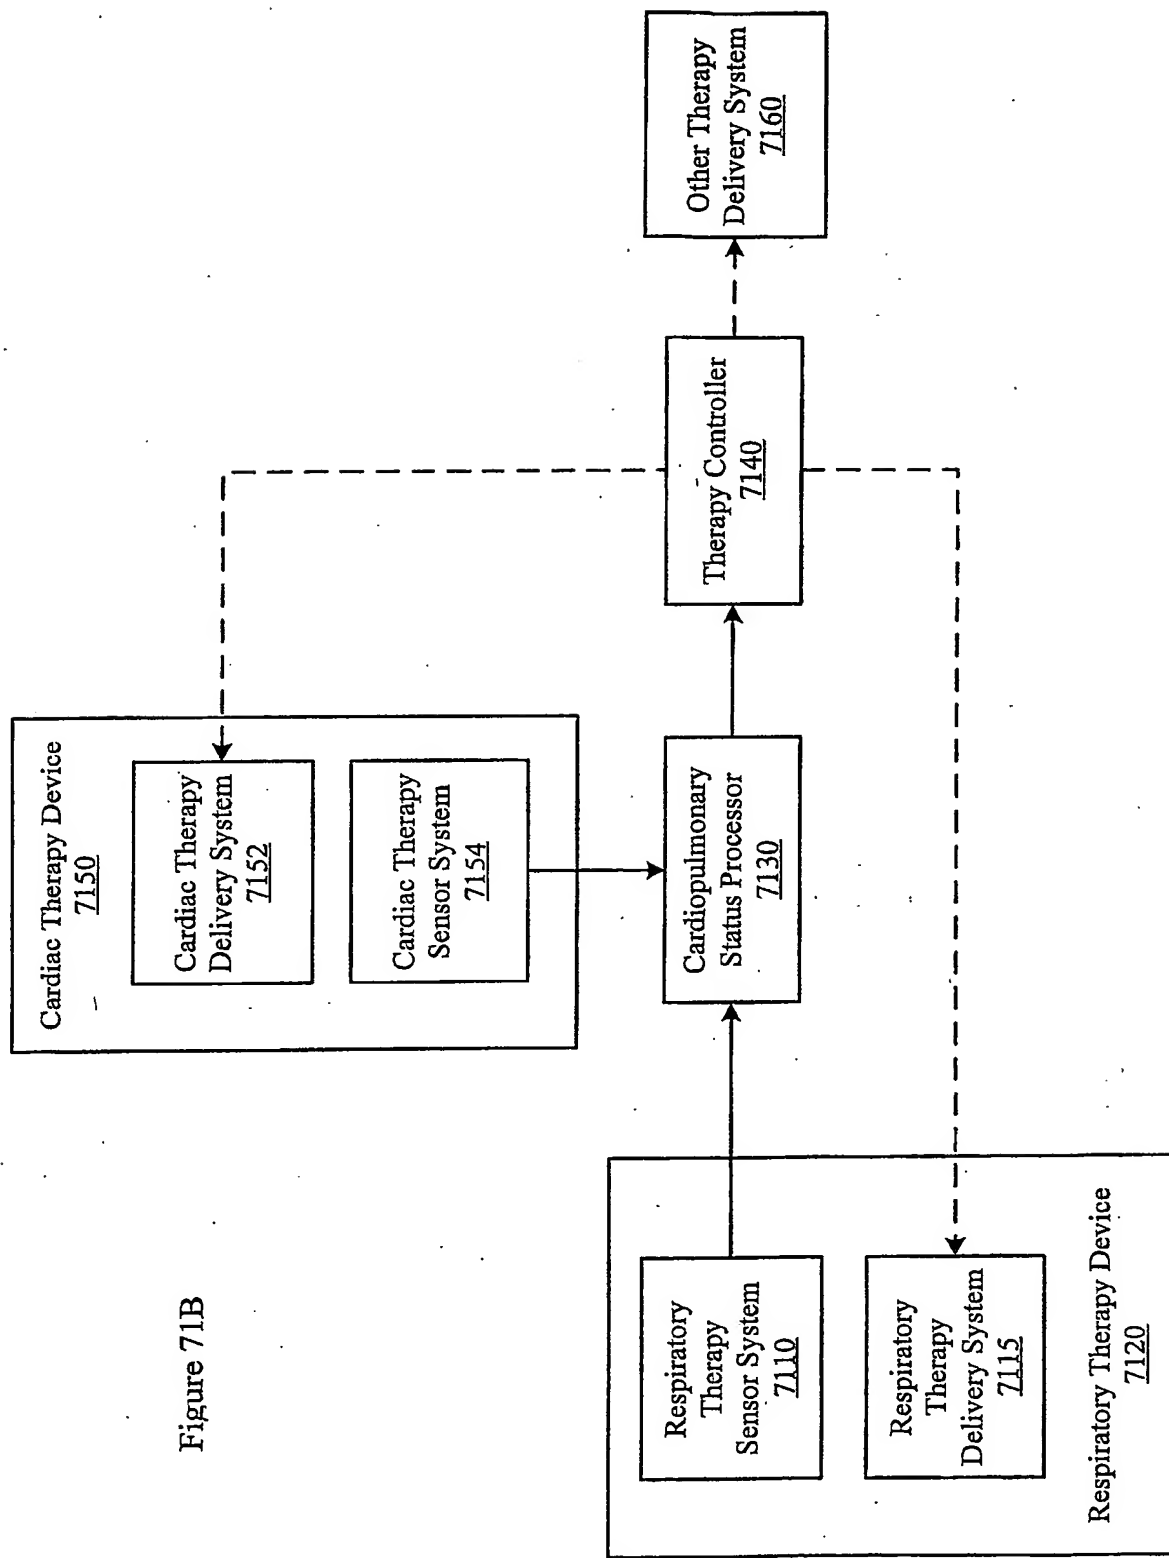 Figure 71B
Cardiac Therapy Device
7150
Cardiac Therapy
Delivery System
7152
Cardiac Therapy
Sensor System
7154
Respiratory
Therapy
Sensor System
7110
Cardiopulmonary
Status Processor
7130
Therapy Controller
7140
Other Therapy
Delivery System
7160
Respiratory
Therapy
Delivery System
7115
Respiratory Therapy Device
7120